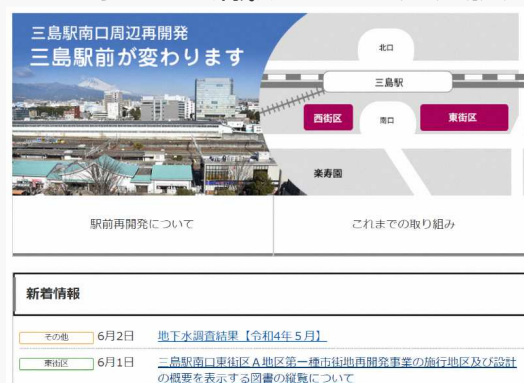 三島駅南口周辺再開発
三島駅前が変わります
北口
三島駅
西街区
南口
東街区
楽寿園
駅前再開発について
これまでの取り組み
新着情報
その他 6月2日 地下水調査結果【令和4年5月】
東街区 6月1日 三島駅南口東街区A地区第一種市街地再開発事業の施行地区及び設計
の概要を表示する図書の縦覧について